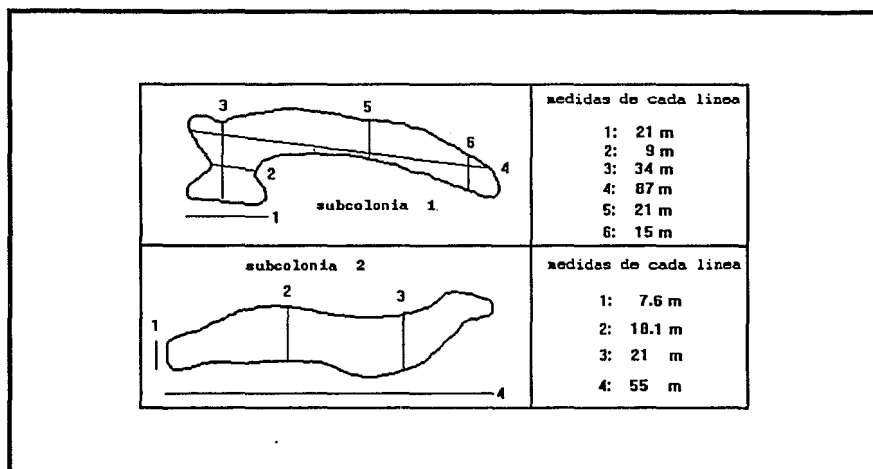 3
5
6
4
2
1
subcolonia 1
medidas de cada linea
1: 21 m
2: 9 m
3: 34 m
4: 87 m
5: 21 m
6: 15 m
subcolonia 2
2
3
1
4
medidas de cada linea
1: 7.6 m
2: 18.1 m
3: 21 m
4: 55 m